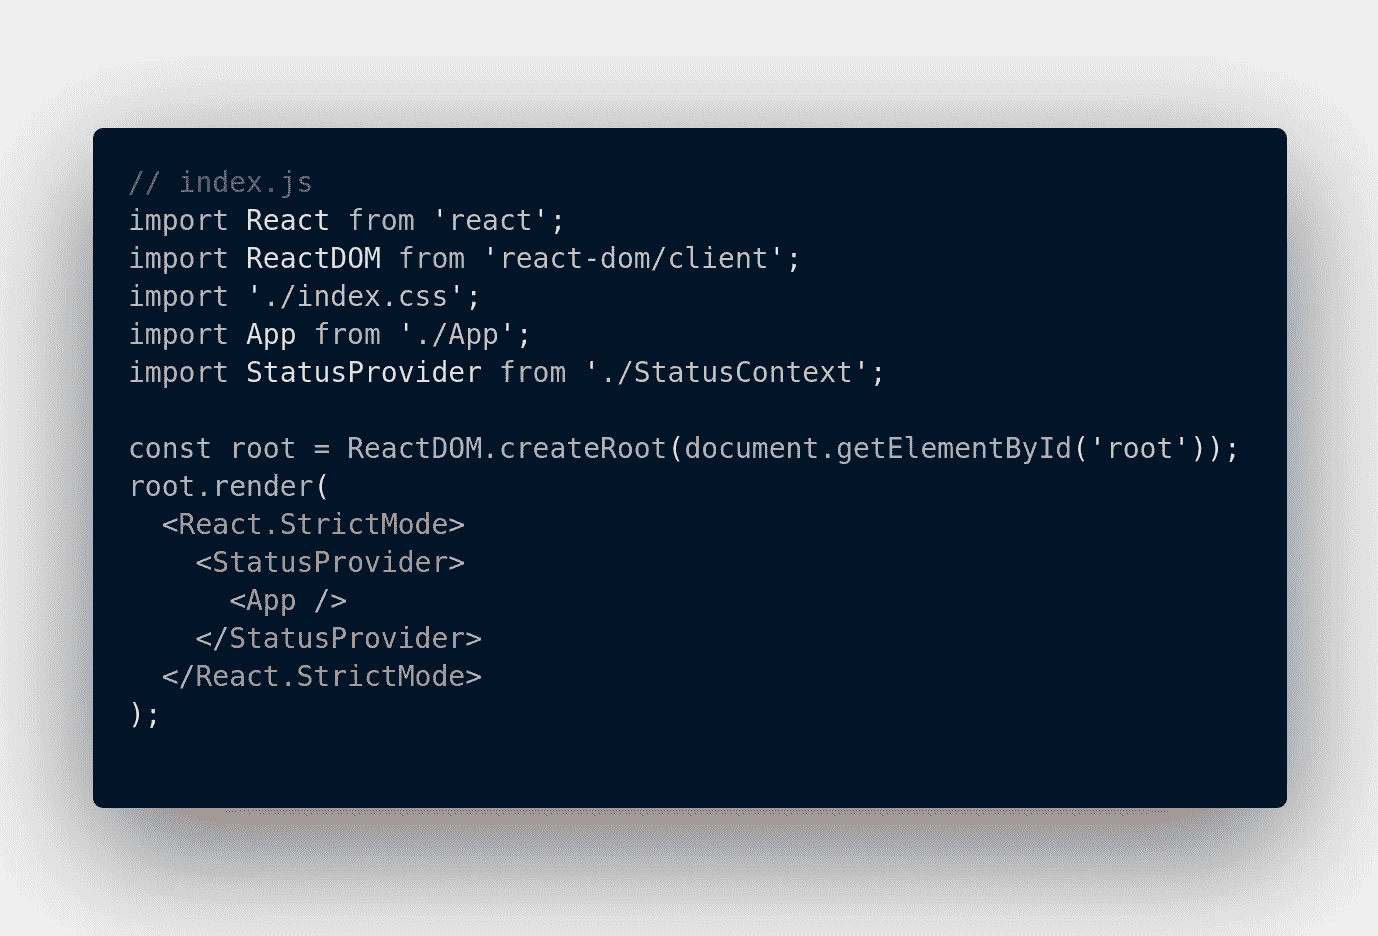 // index.js
import React from 'react';
import ReactDOM from 'react-dom/client';
import './index.css';
import App from './App';
import StatusProvider from './StatusContext';

const root = ReactDOM.createRoot(document.getElementById('root'));
root.render(
  <React.StrictMode>
    <StatusProvider>
      <App />
    </StatusProvider>
  </React.StrictMode>
);